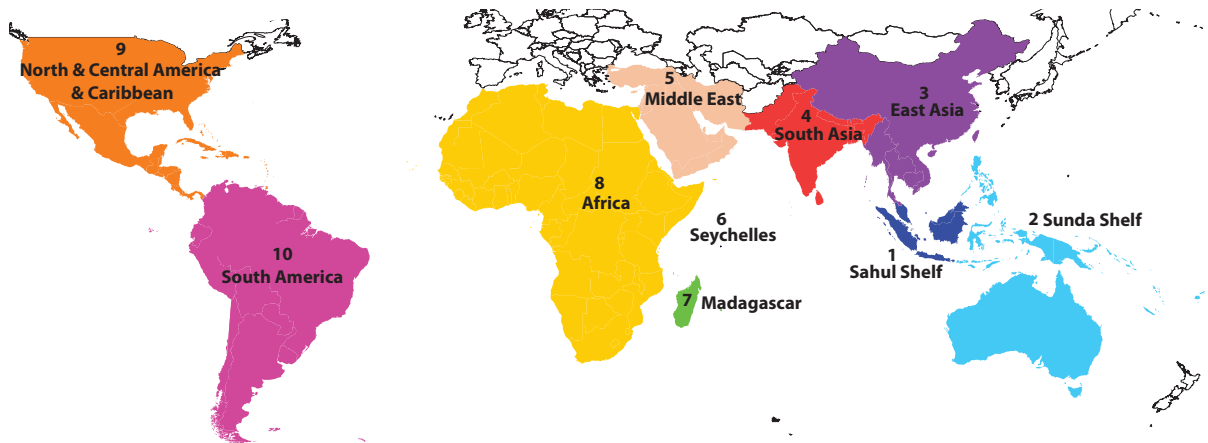 9
North & Central America
& Caribbean
5
Middle East
3
East Asia
4
South Asia
8
Africa
6
Seychelles
2 Sunda Shelf
1
Sahul Shelf
10
South America
7 Madagascar